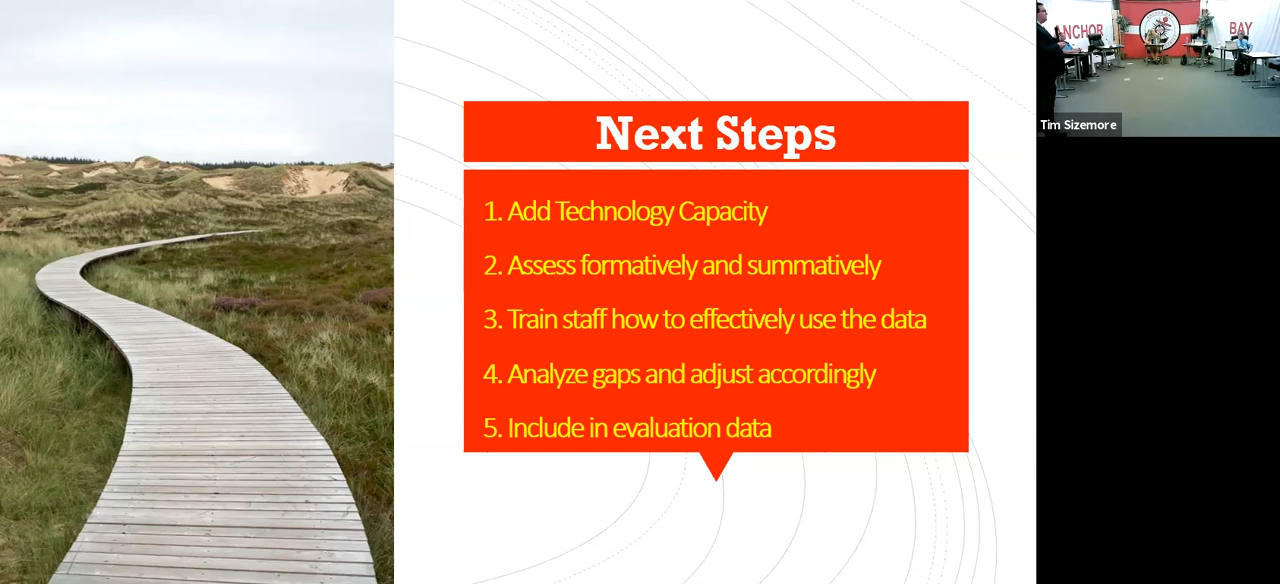 Next Steps
1. Add Technology Capacity
2. Assess formatively and summatively
3. Train staff how to effectively use the data
4. Analyze gaps and adjust accordingly
5. Include in evaluation data
ANCHOR
BAY
Tim Sizemore